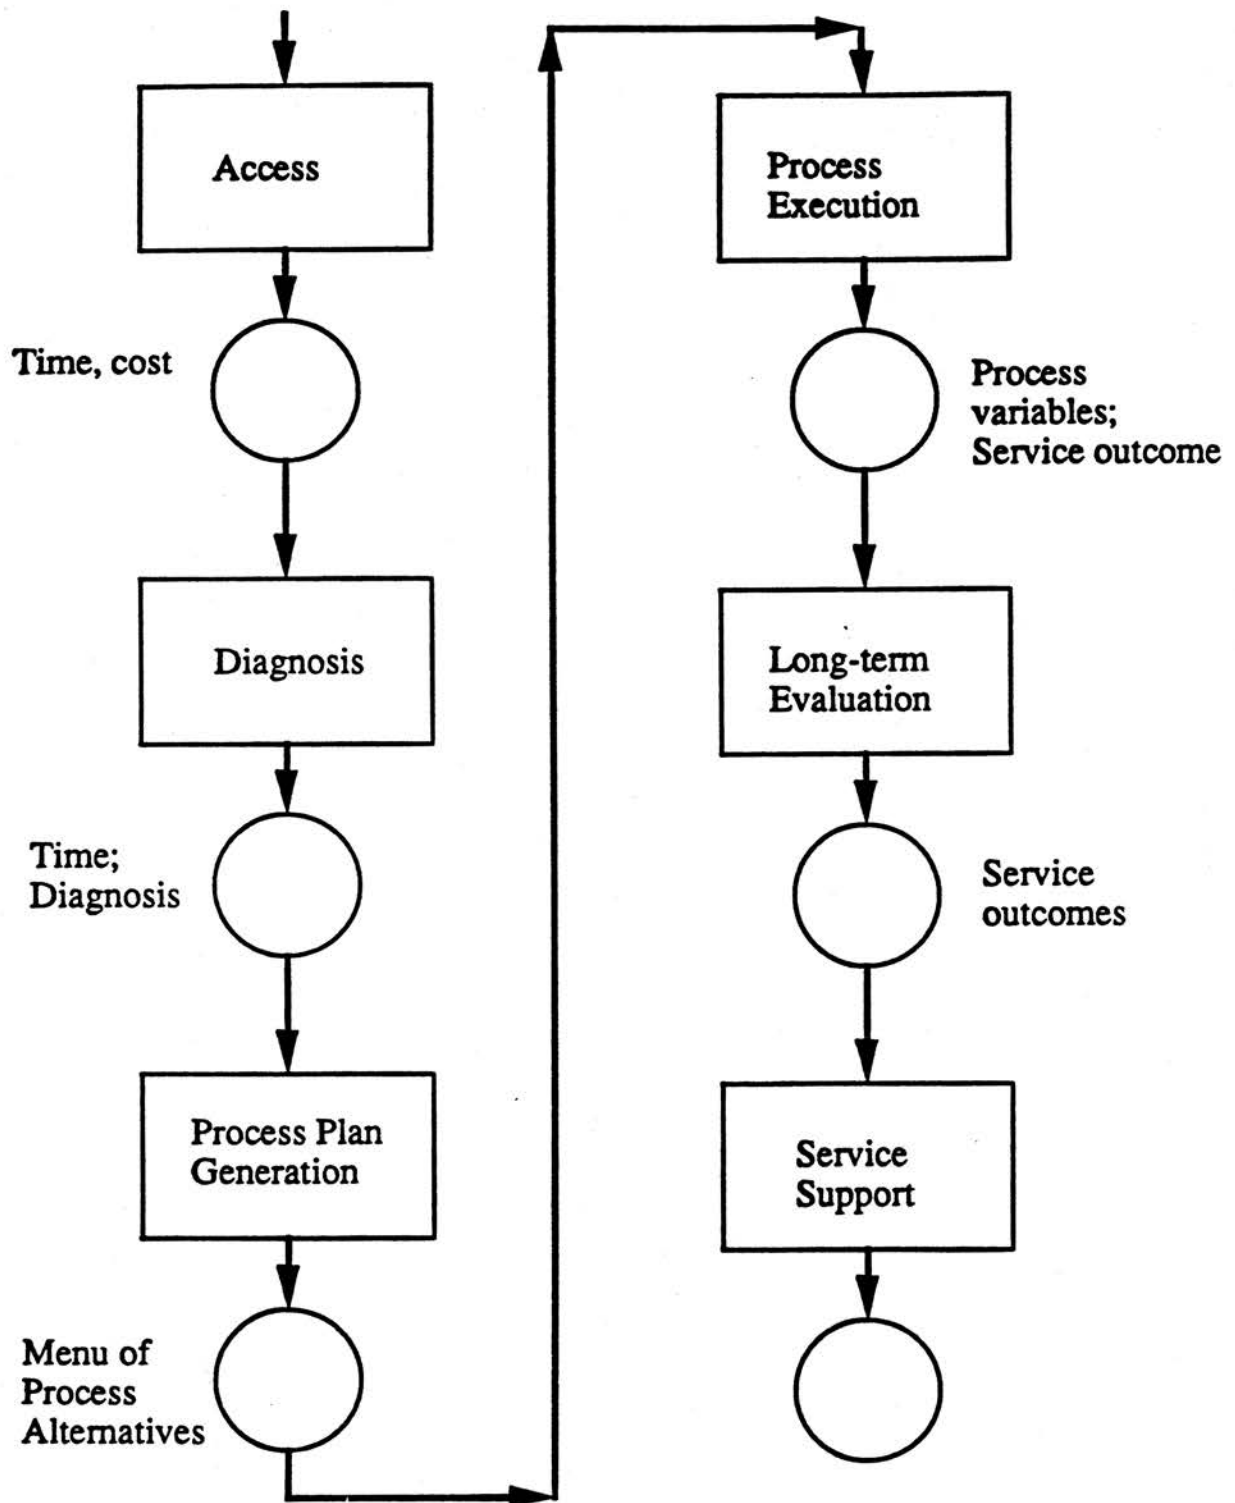 Access
Time, cost
Diagnosis
Time;
Diagnosis
Process Plan
Generation
Menu of
Process
Alternatives
Process
Execution
Process
variables;
Service outcome
Long-term
Evaluation
Service
outcomes
Service
Support